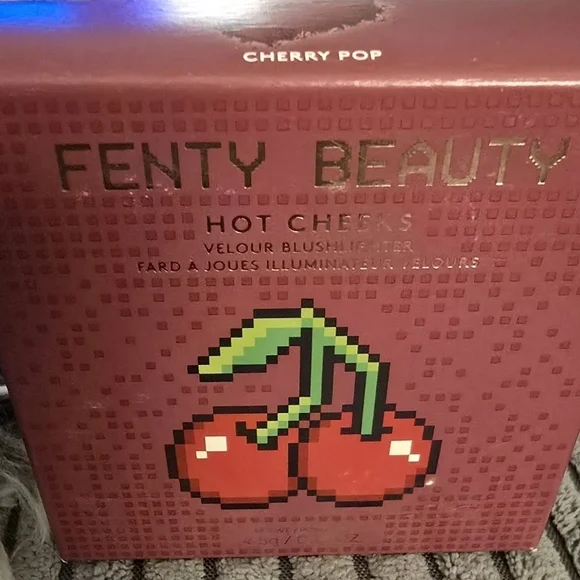 CHERRY POP
FENTY BEAUTY
HOT CHEEKS
VELOUR BLUSHLIGHTER
FARD À JOUES ILLUMINATEUR VELOURS